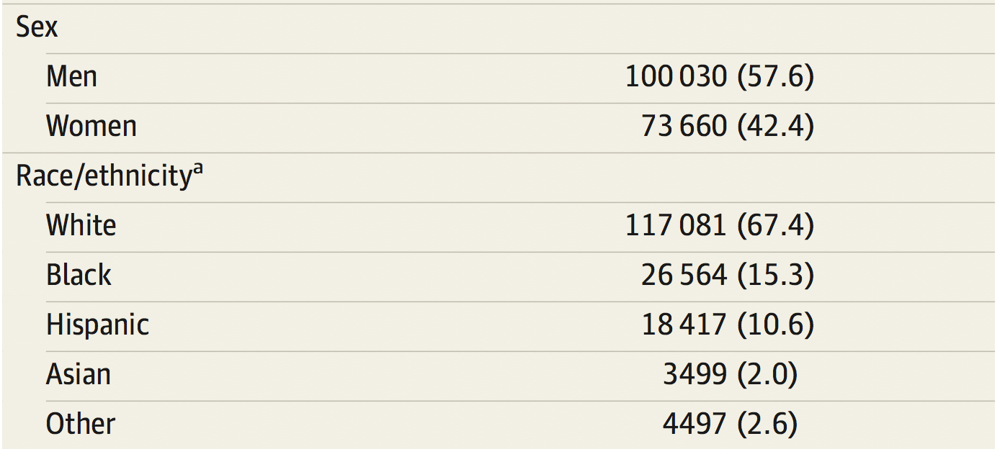 Sex
Men 100 030 (57.6)
Women 73 660 (42.4)
Race/ethnicitya
White 117 081 (67.4)
Black 26 564 (15.3)
Hispanic 18 417 (10.6)
Asian 3499 (2.0)
Other 4497 (2.6)